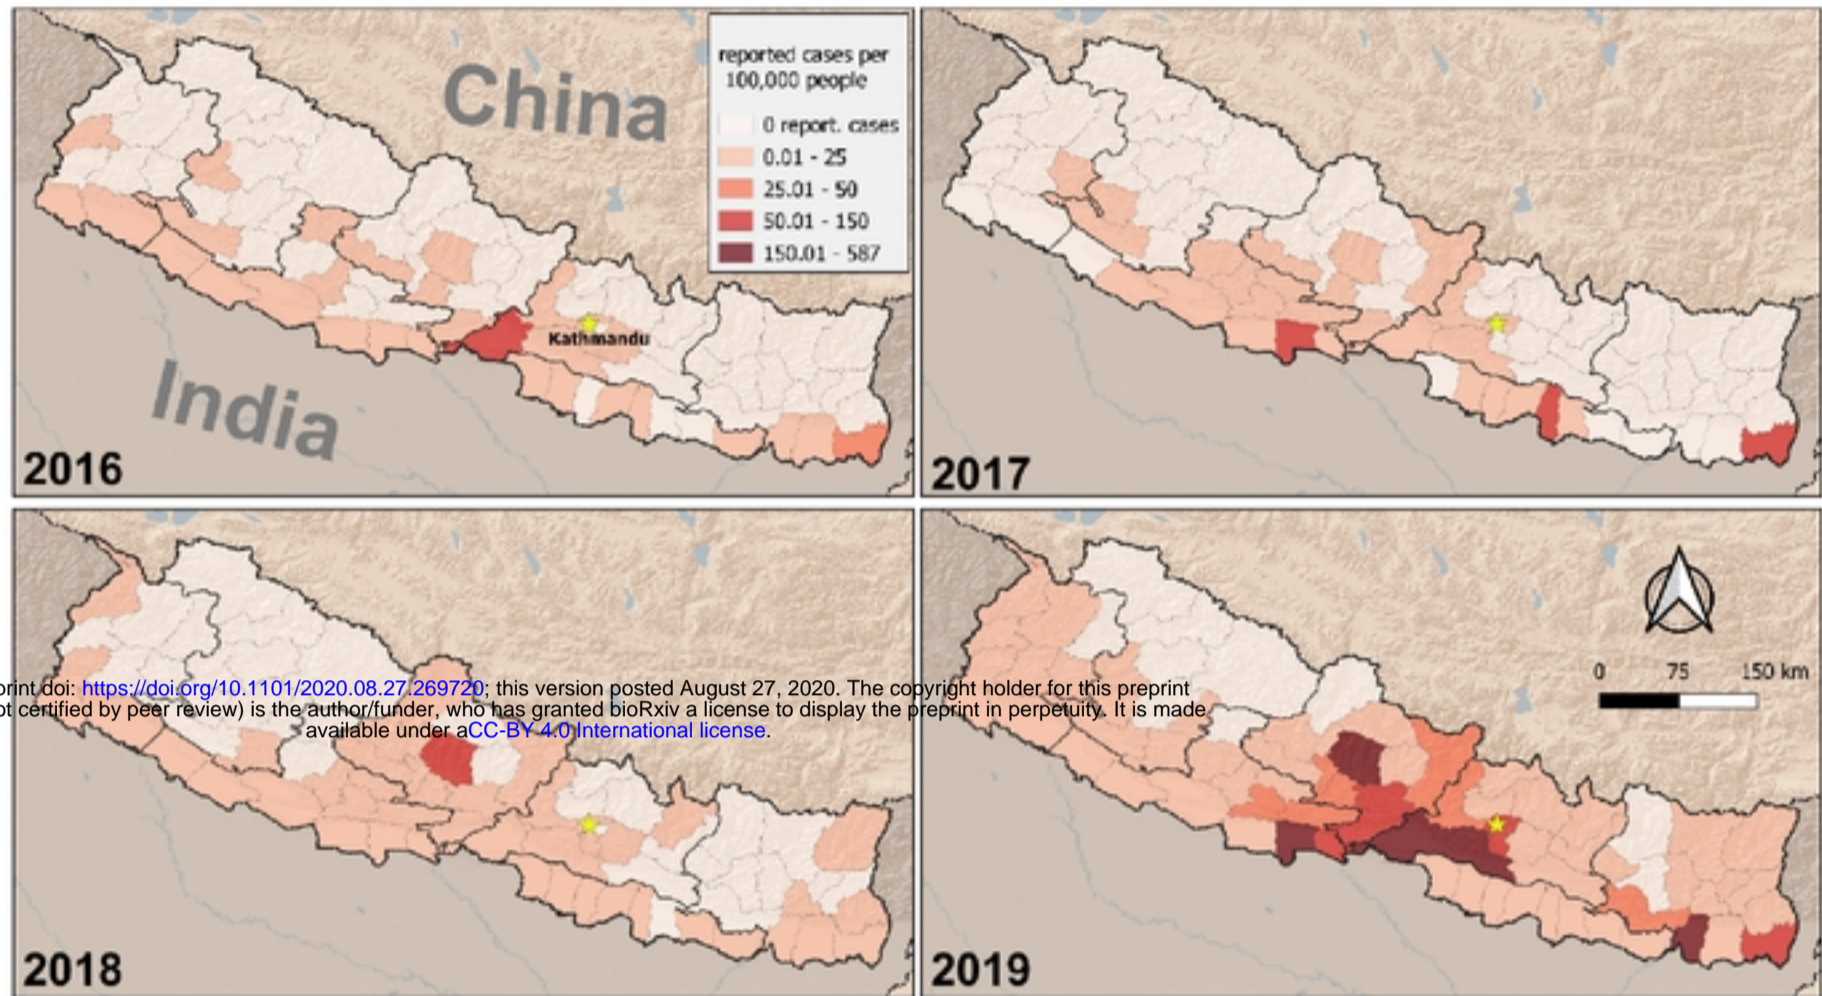 reported cases per
100,000 people
0 report. cases
0.01 - 25
25.01 - 50
50.01 - 150
150.01 - 587
China
Kathmandu
India
2016
2017
0 75 150 km
print doi: https://doi.org/10.1101/2020.08.27.269720; this version posted August 27, 2020. The copyright holder for this preprint
t certified by peer review) is the author/funder, who has granted bioRxiv a license to display the preprint in perpetuity. It is made
available under aCC-BY 4.0 International license.
2018
2019